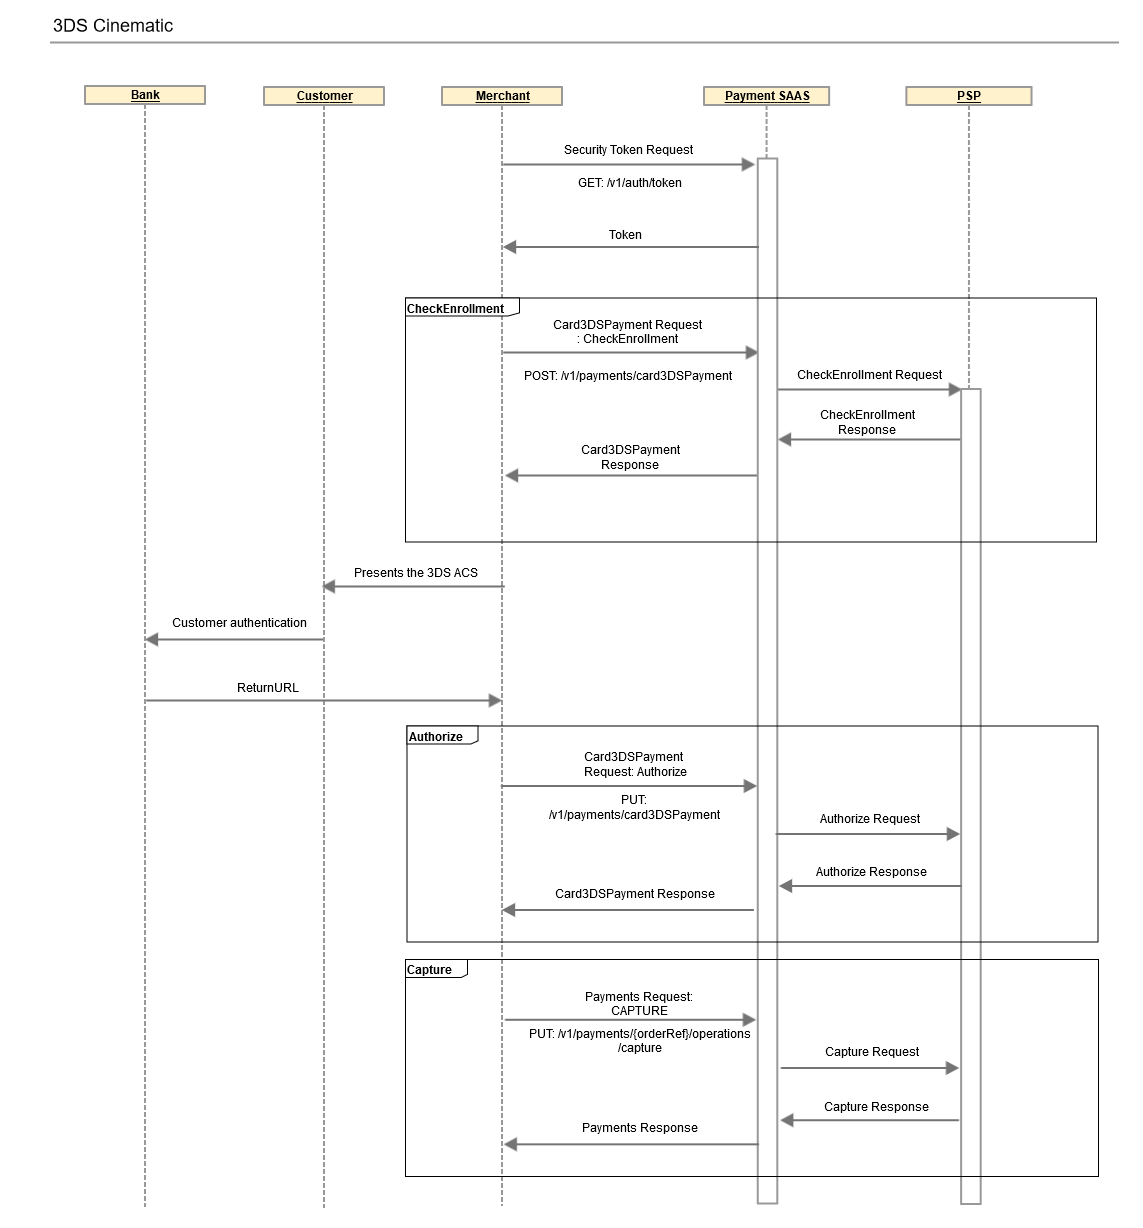 3DS Cinematic
Bank
Customer
Merchant
Payment SAAS
PSP
Security Token Request
GET: /v1/auth/token
Token
CheckEnrollment
Card3DSPayment Request
: CheckEnrollment
POST: /v1/payments/card3DSPayment
CheckEnrollment Request
CheckEnrollment
Response
Card3DSPayment
Response
Presents the 3DS ACS
Customer authentication
ReturnURL
Authorize
Card3DSPayment
Request: Authorize
PUT:
/v1/payments/card3DSPayment
Authorize Request
Authorize Response
Card3DSPayment Response
Capture
Payments Request:
CAPTURE
PUT: /v1/payments/{orderRef}/operations
/capture
Capture Request
Capture Response
Payments Response